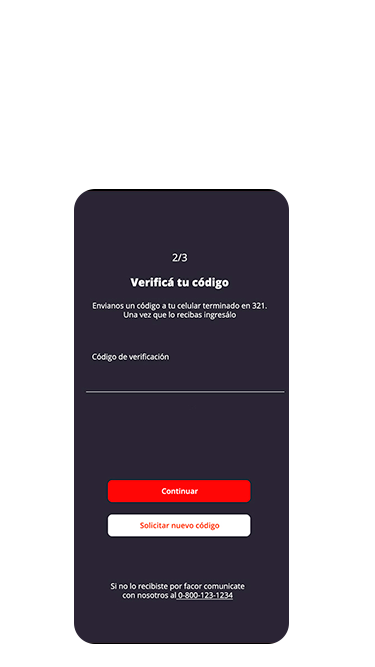 2/3
Verificá tu código
Envianos un código a tu celular terminado en 321.
Una vez que lo recibas ingresálo
Código de verificación
Continuar
Solicitar nuevo código
Si no lo recibiste por facor comunicate
con nosotros al 0-800-123-1234